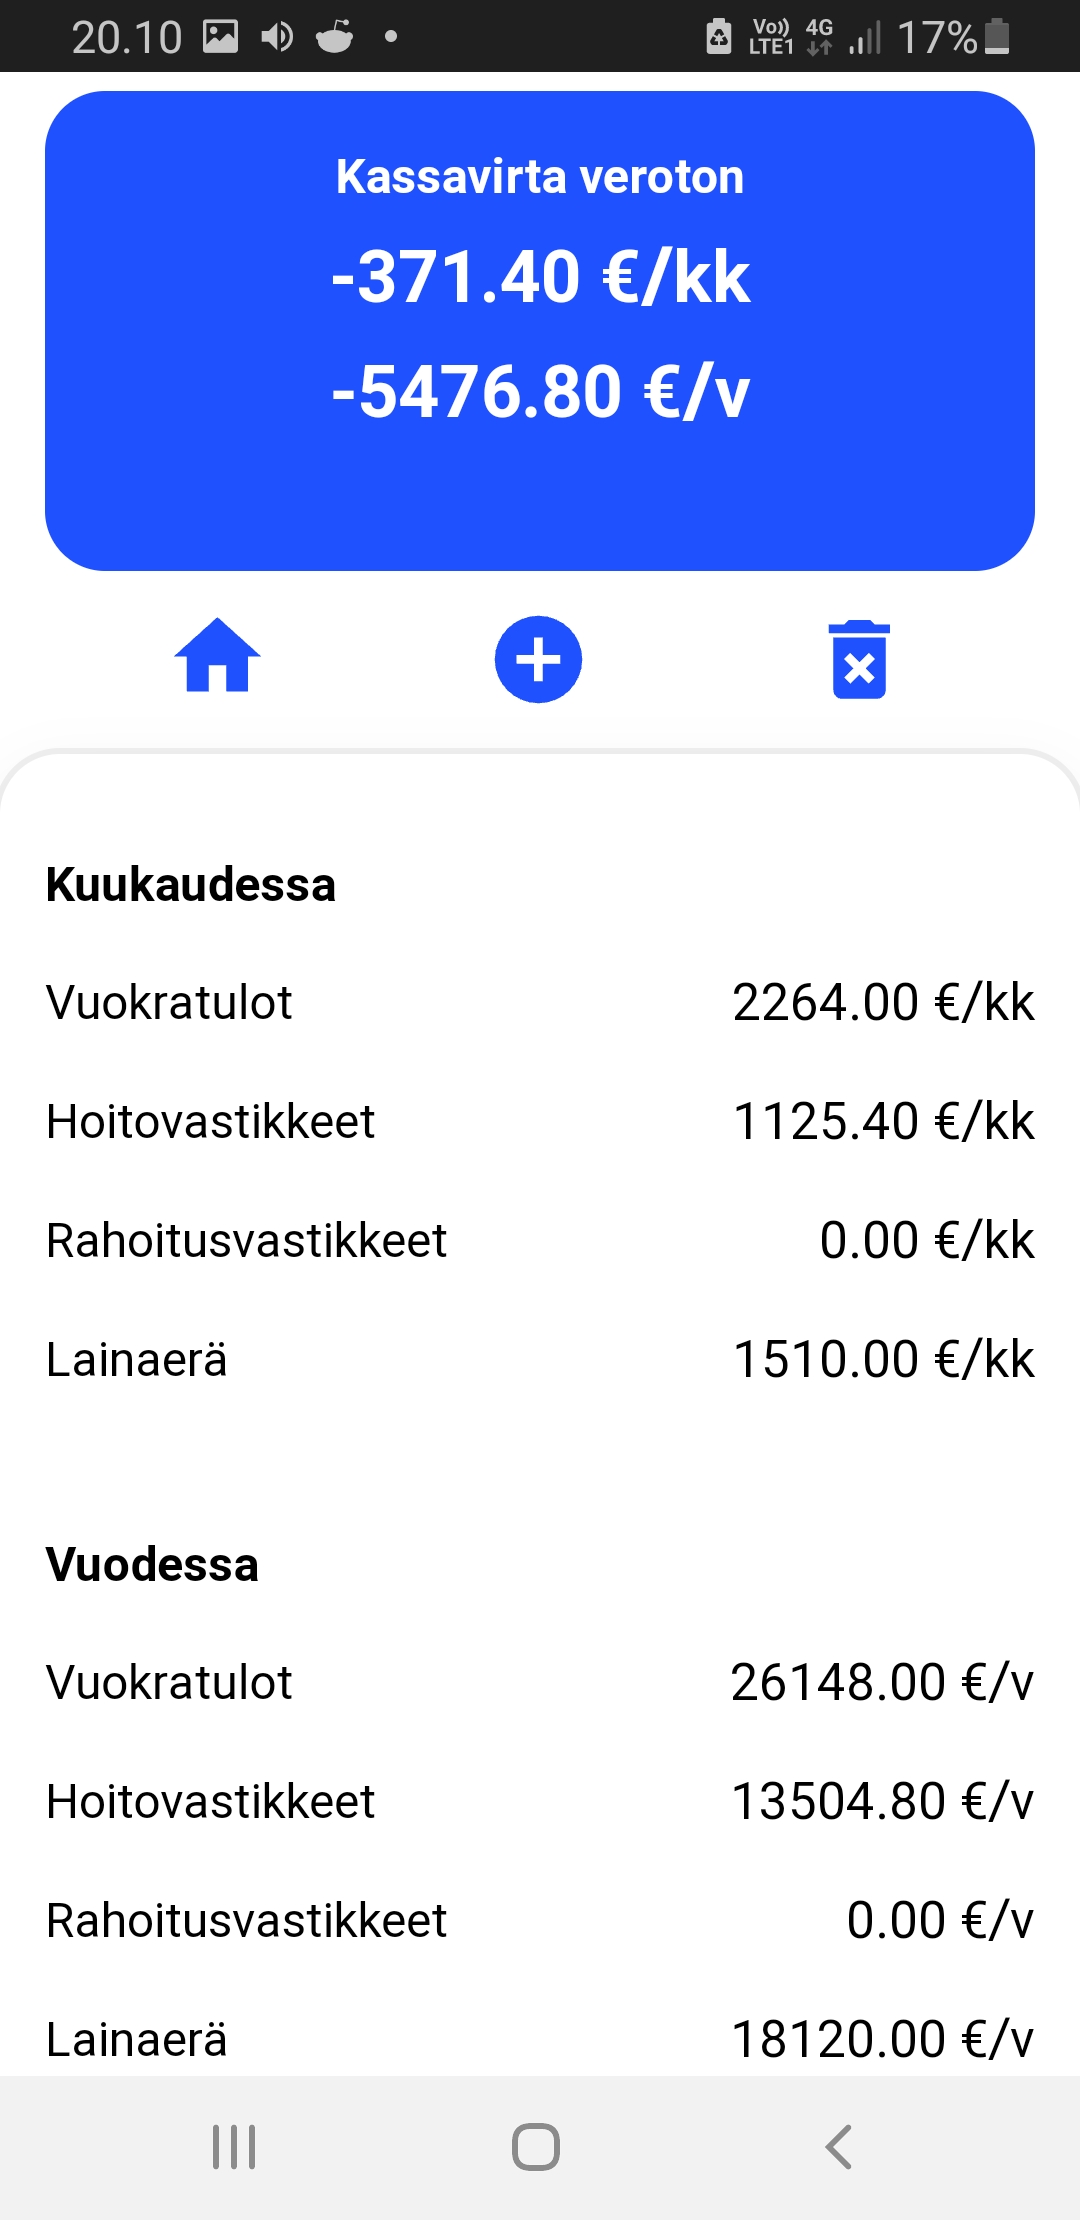 20.10 Vo)) LTE1 4G 17%
Kassavirta veroton
-371.40 €/kk
-5476.80 €/v
Kuukaudessa
Vuokratulot 2264.00 €/kk
Hoitovastikkeet 1125.40 €/kk
Rahoitusvastikkeet 0.00 €/kk
Lainaerä 1510.00 €/kk
Vuodessa
Vuokratulot 26148.00 €/v
Hoitovastikkeet 13504.80 €/v
Rahoitusvastikkeet 0.00 €/v
Lainaerä 18120.00 €/v